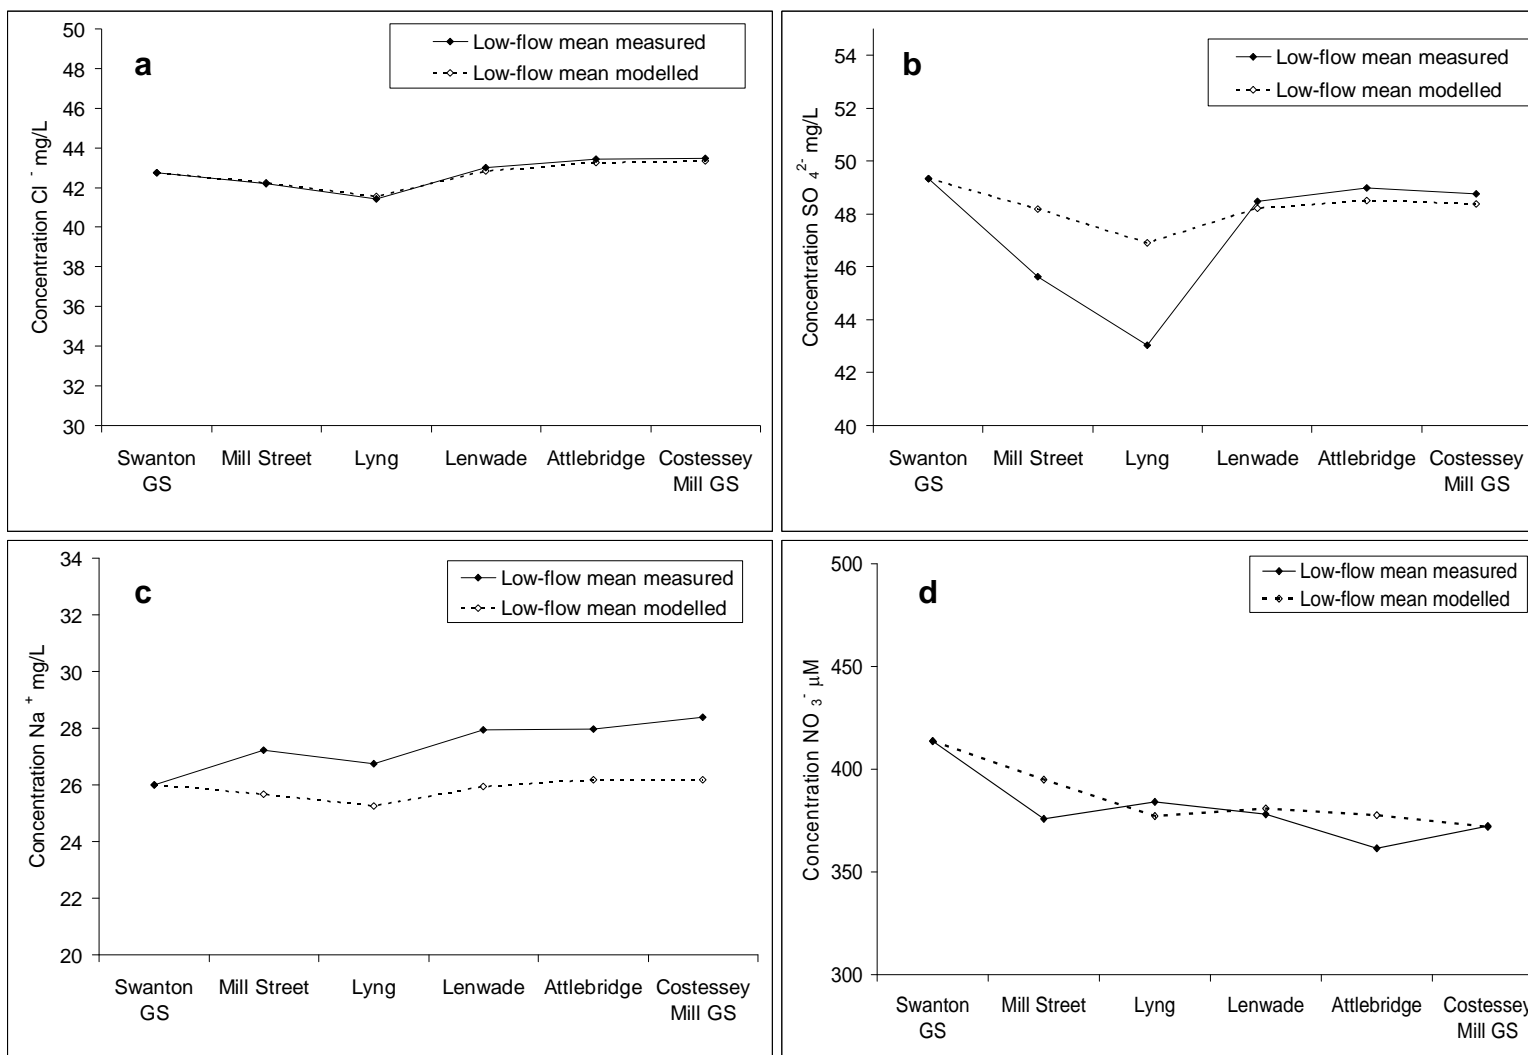 a
Low-flow mean measured
Low-flow mean modelled
Concentration Cl - mg/L
50
48
46
44
42
40
38
36
34
32
30
Swanton GS
Mill Street
Lyng
Lenwade
Attlebridge
Costessey Mill GS
b
Low-flow mean measured
Low-flow mean modelled
Concentration SO 4 2- mg/L
54
52
50
48
46
44
42
40
Swanton GS
Mill Street
Lyng
Lenwade
Attlebridge
Costessey Mill GS
c
Low-flow mean measured
Low-flow mean modelled
Concentration Na + mg/L
34
32
30
28
26
24
22
20
Swanton GS
Mill Street
Lyng
Lenwade
Attlebridge
Costessey Mill GS
d
Low-flow mean measured
Low-flow mean modelled
Concentration NO 3 - µM
500
450
400
350
300
Swanton GS
Mill Street
Lyng
Lenwade
Attlebridge
Costessey Mill GS